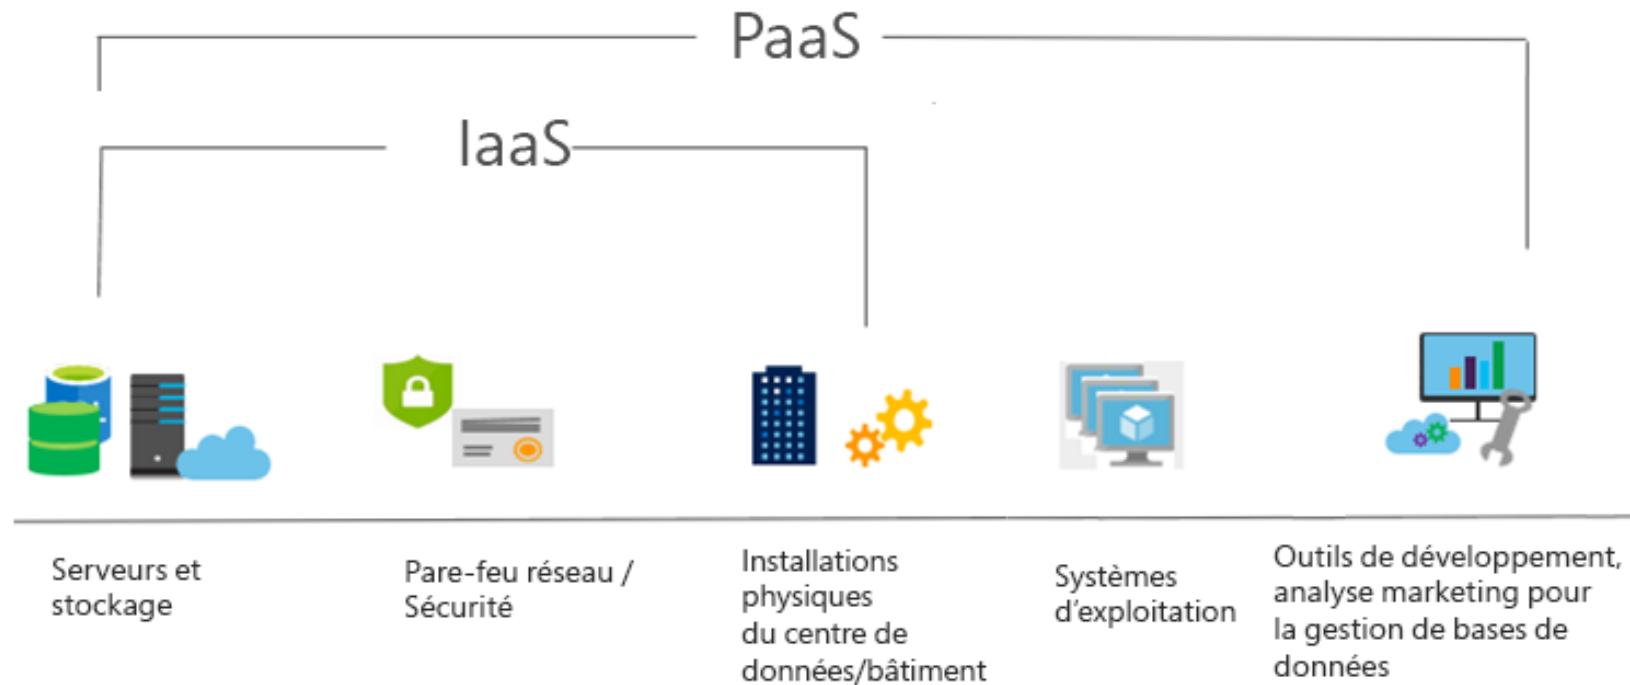 PaaS
IaaS
Serveurs et
stockage
Pare-feu réseau /
Sécurité
Installations
physiques
du centre de
données/bâtiment
Systèmes
d’exploitation
Outils de développement,
analyse marketing pour
la gestion de bases de
données